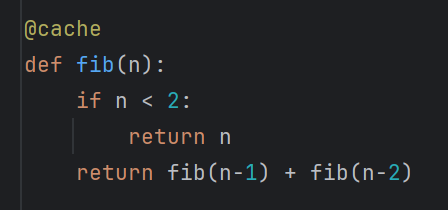 @cache
def fib(n):
    if n < 2:
        return n
    return fib(n-1) + fib(n-2)